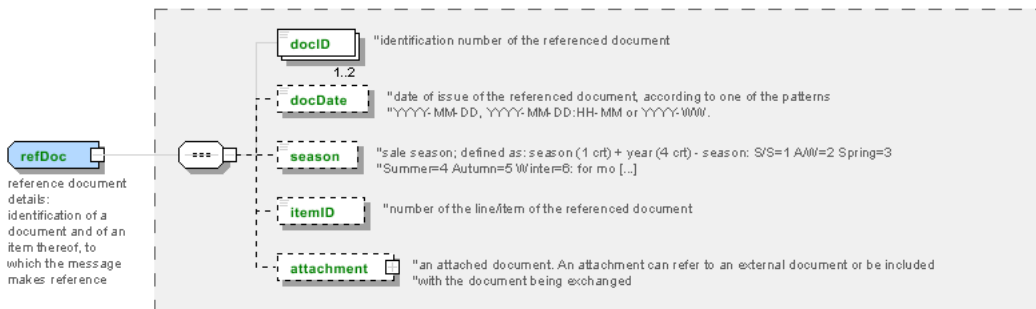 docID
"identification number of the referenced document
1..2
docDate
"date of issue of the referenced document, according to one of the patterns
"YYYY-MM-DD, YYYY-MM-DD:HH-MM or YYYY-WW.
refDoc
season
"sale season; defined as: season (1 crt) + year (4 crt) - season: S/S=1 A/W=2 Spring=3
"Summer=4 Autumn=5 Winter=6: for mo [...]
reference document
details:
identification of a
document and of an
item thereof, to
which the message
makes reference
itemID
"number of the line/item of the referenced document
attachment
"an attached document. An attachment can refer to an external document or be included
"with the document being exchanged